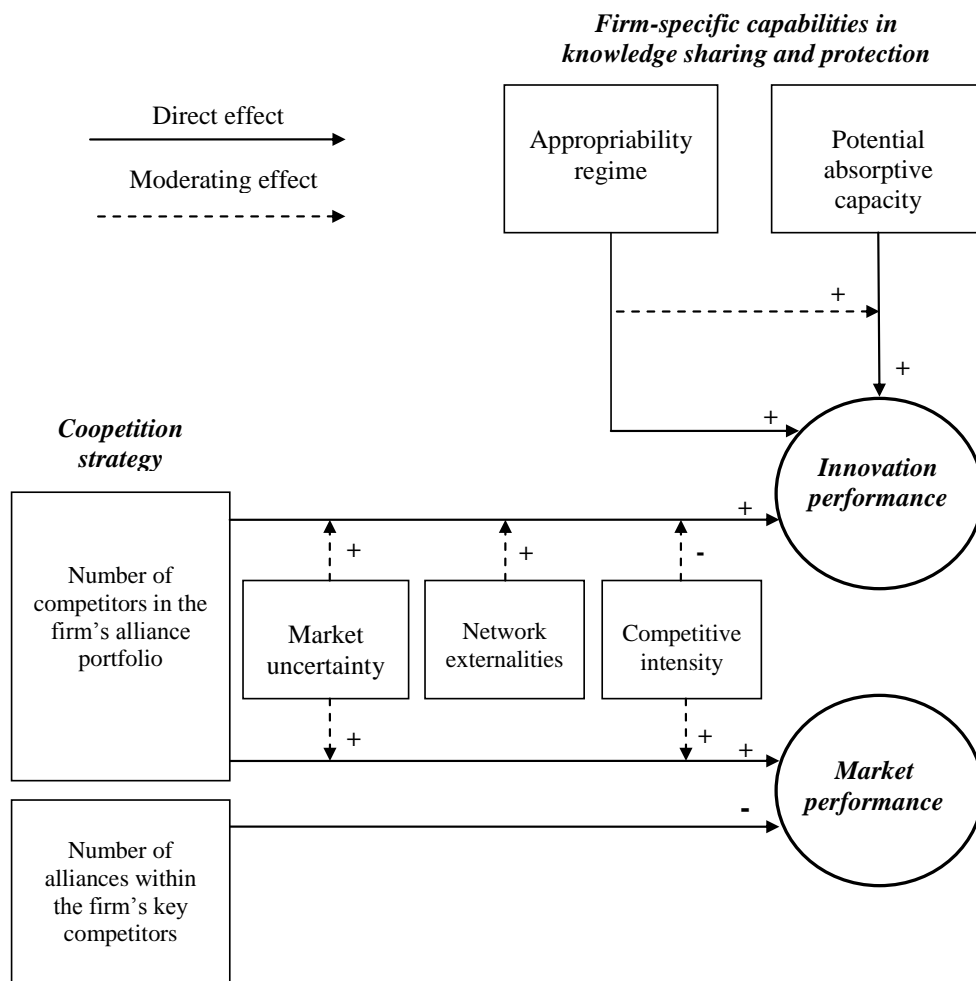 Firm-specific capabilities in
knowledge sharing and protection
Direct effect
Moderating effect
Appropriability
regime
Potential
absorptive
capacity
+
+
+
Coopetition
strategy
Innovation
performance
+
Number of
competitors in the
firm's alliance
portfolio
+
+
-
Market
uncertainty
Network
externalities
Competitive
intensity
+
+
+
Market
performance
-
Number of
alliances within
the firm's key
competitors